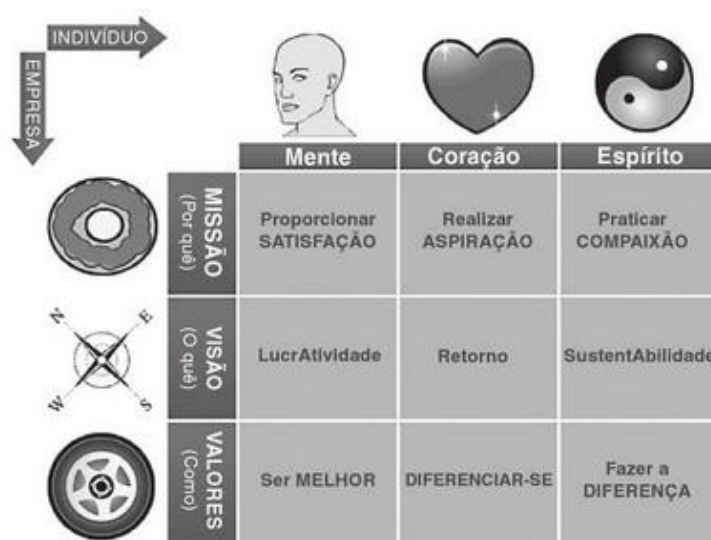 INDIVÍDUO
EMPRESA
Mente
Coração
Espírito
MISSÃO
(Por quê)
Proporcionar
SATISFAÇÃO
Realizar
ASPIRAÇÃO
Praticar
COMPAIXÃO
N
E
W
S
VISÃO
(O quê)
LucrAtividade
Retorno
SustentAbilidade
VALORES
(Como)
Ser MELHOR
DIFERENCIAR-SE
Fazer a
DIFERENÇA